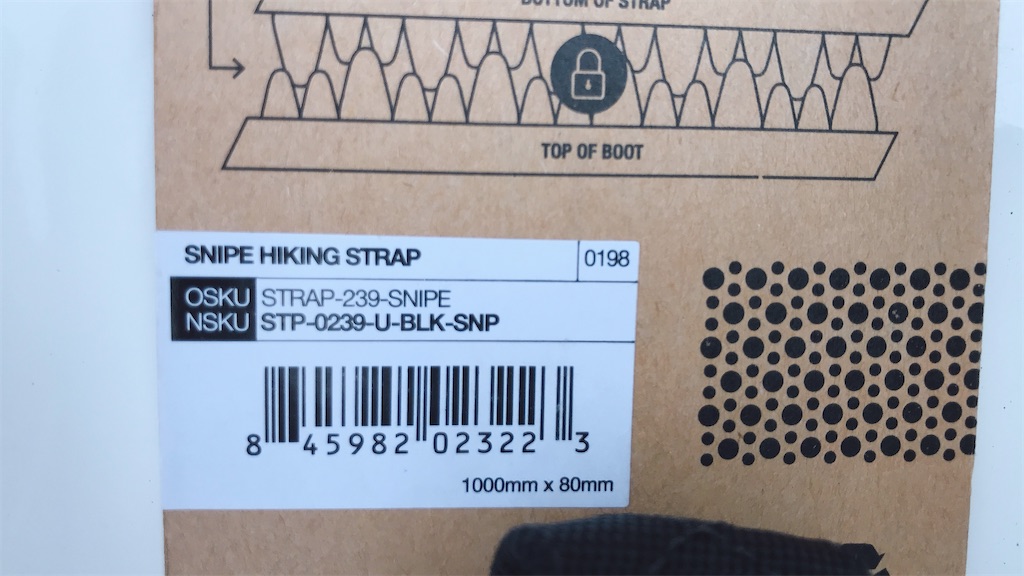 BOTTOM OF STRAP
TOP OF BOOT
SNIPE HIKING STRAP 0198
OSKU STRAP-239-SNIPE
NSKU STP-0239-U-BLK-SNP
8 45982 02322 3
1000mm x 80mm